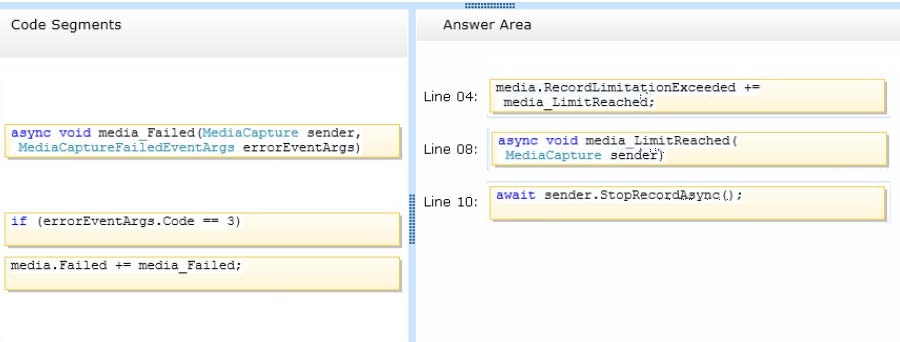 Code Segments
async void media_Failed(MediaCapture sender,
MediaCaptureFailedEventArgs errorEventArgs)
if (errorEventArgs.Code == 3)
media.Failed += media_Failed;
Answer Area
Line 04:
media.RecordLimitationExceeded +=
media_LimitReached;
Line 08:
async void media_LimitReached(
MediaCapture sender)
Line 10:
await sender.StopRecordAsync();